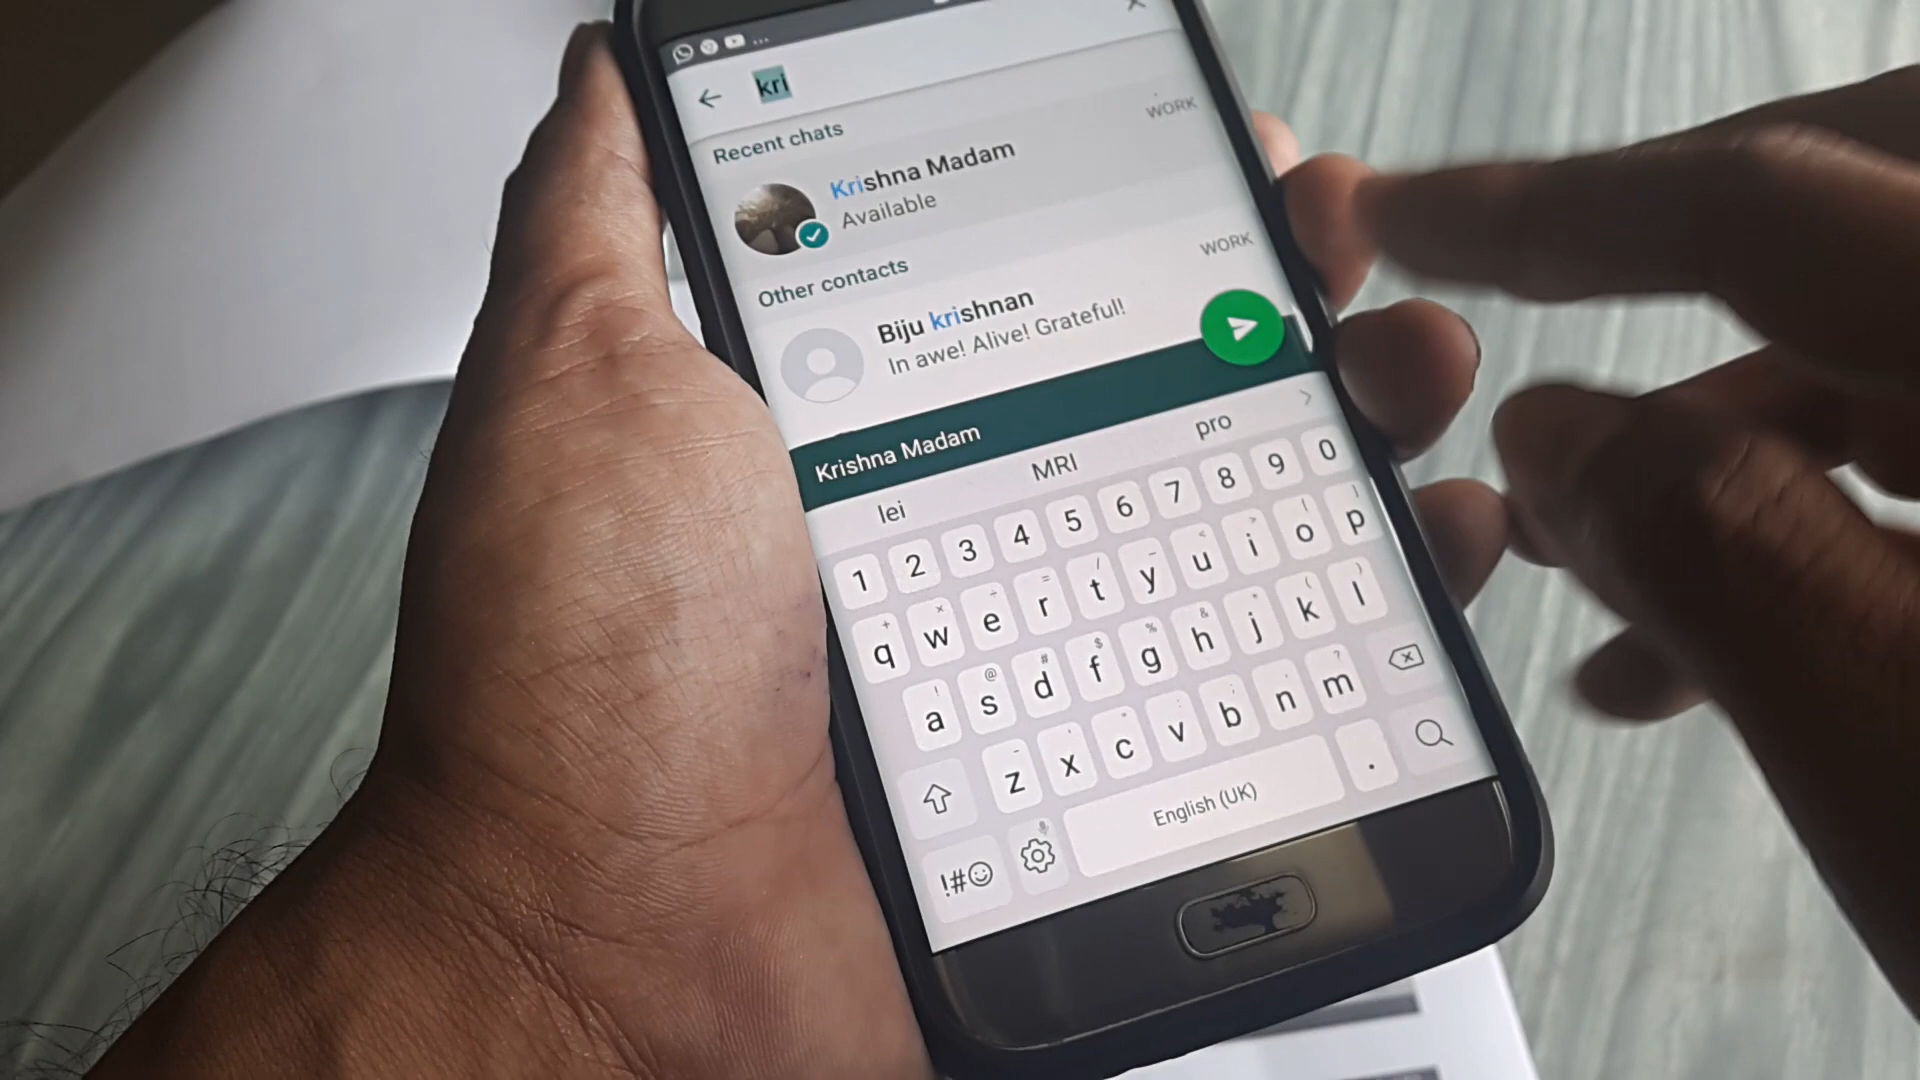 kri
Recent chats
Krishna Madam
WORK
Available
Other contacts
Biju krishnan
WORK
In awe! Alive! Grateful!
Krishna Madam
lei
MRI
pro
1 2 3 4 5 6 7 8 9 0
q w e r t y u i o p
a s d f g h j k l
z x c v b n m
!#☺
English (UK)
.